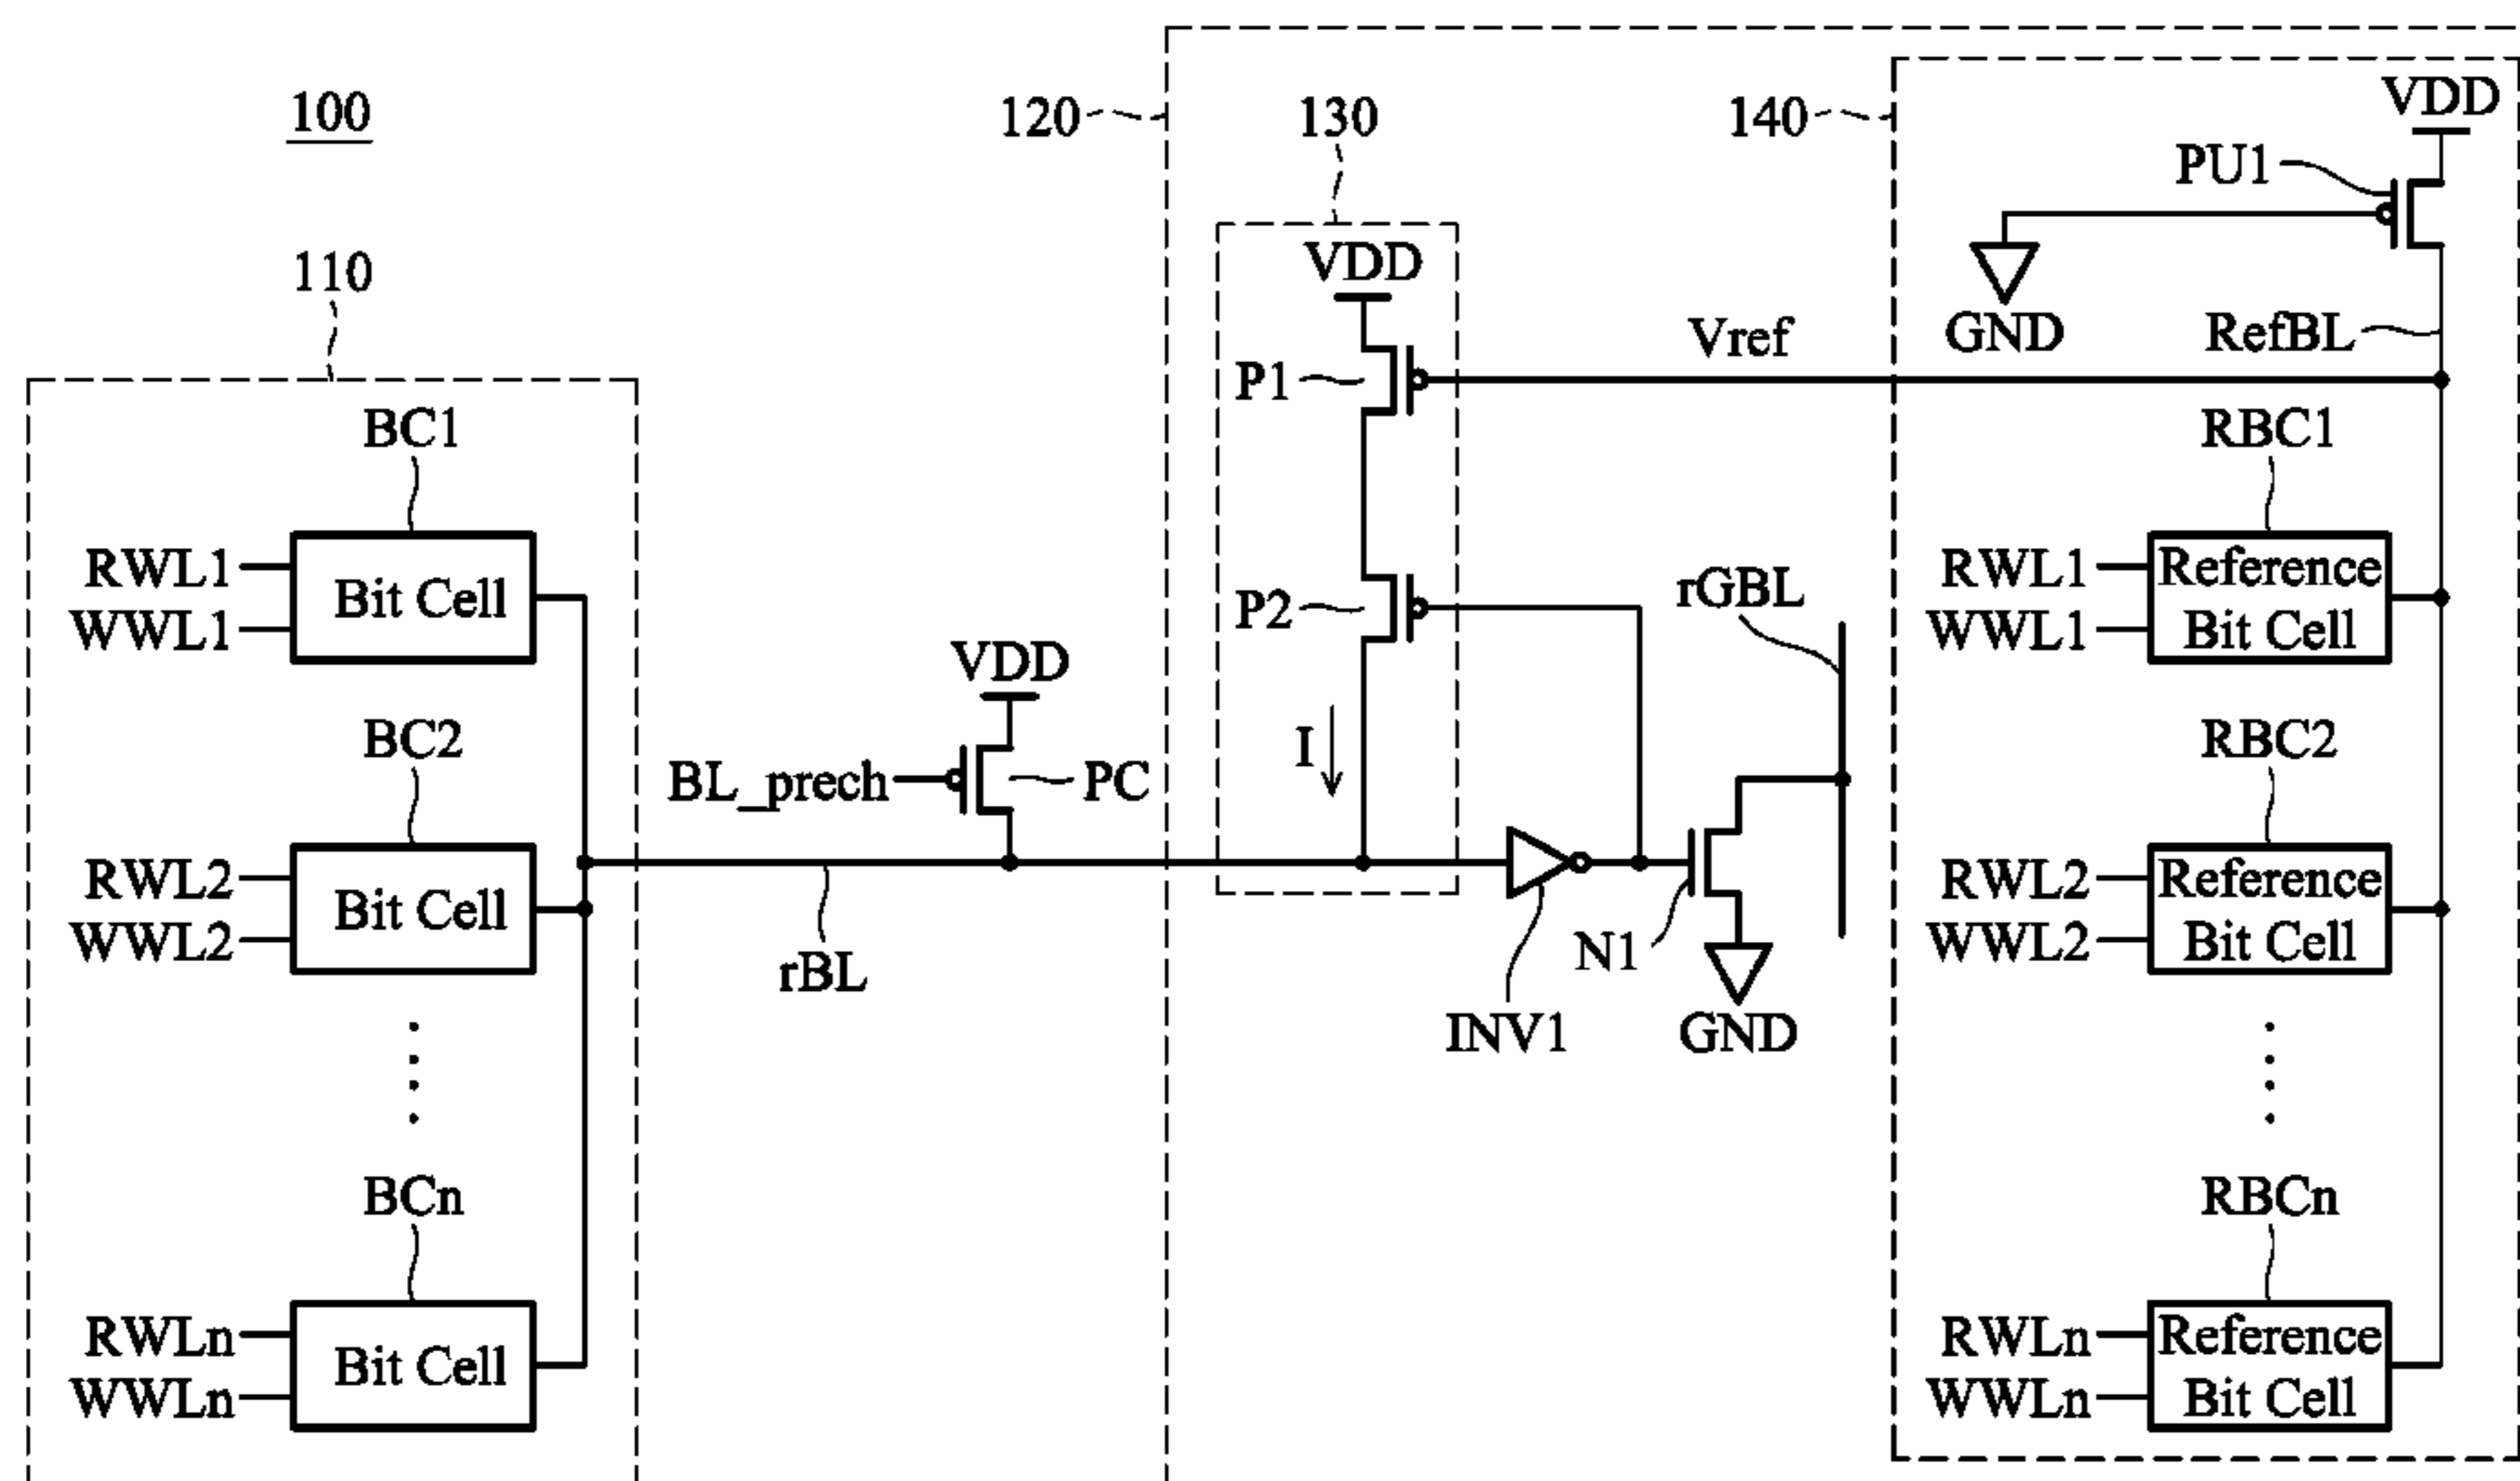 100
120
130
140
VDD
PU1
GND
RefBL
110
VDD
Vref
P1
BC1
RWL1
WWL1
Bit Cell
P2
rGBL
RBC1
RWL1
WWL1
Reference
Bit Cell
VDD
BL_prech
PC
I
BC2
RWL2
WWL2
Bit Cell
rBL
INV1
N1
GND
RBC2
RWL2
WWL2
Reference
Bit Cell
BCn
RWLn
WWLn
Bit Cell
RBCn
RWLn
WWLn
Reference
Bit Cell